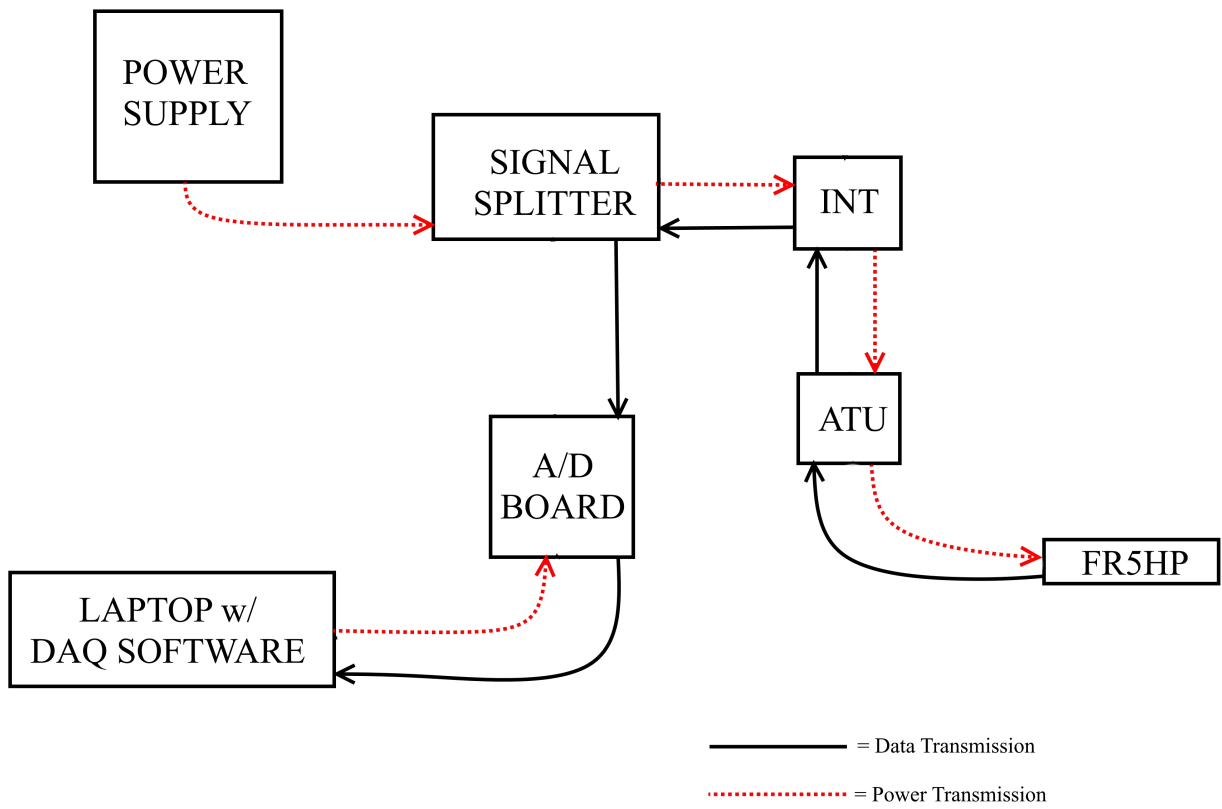 POWER
SUPPLY
SIGNAL
SPLITTER
INT
ATU
A/D
BOARD
FR5HP
LAPTOP w/
DAQ SOFTWARE
= Data Transmission
= Power Transmission